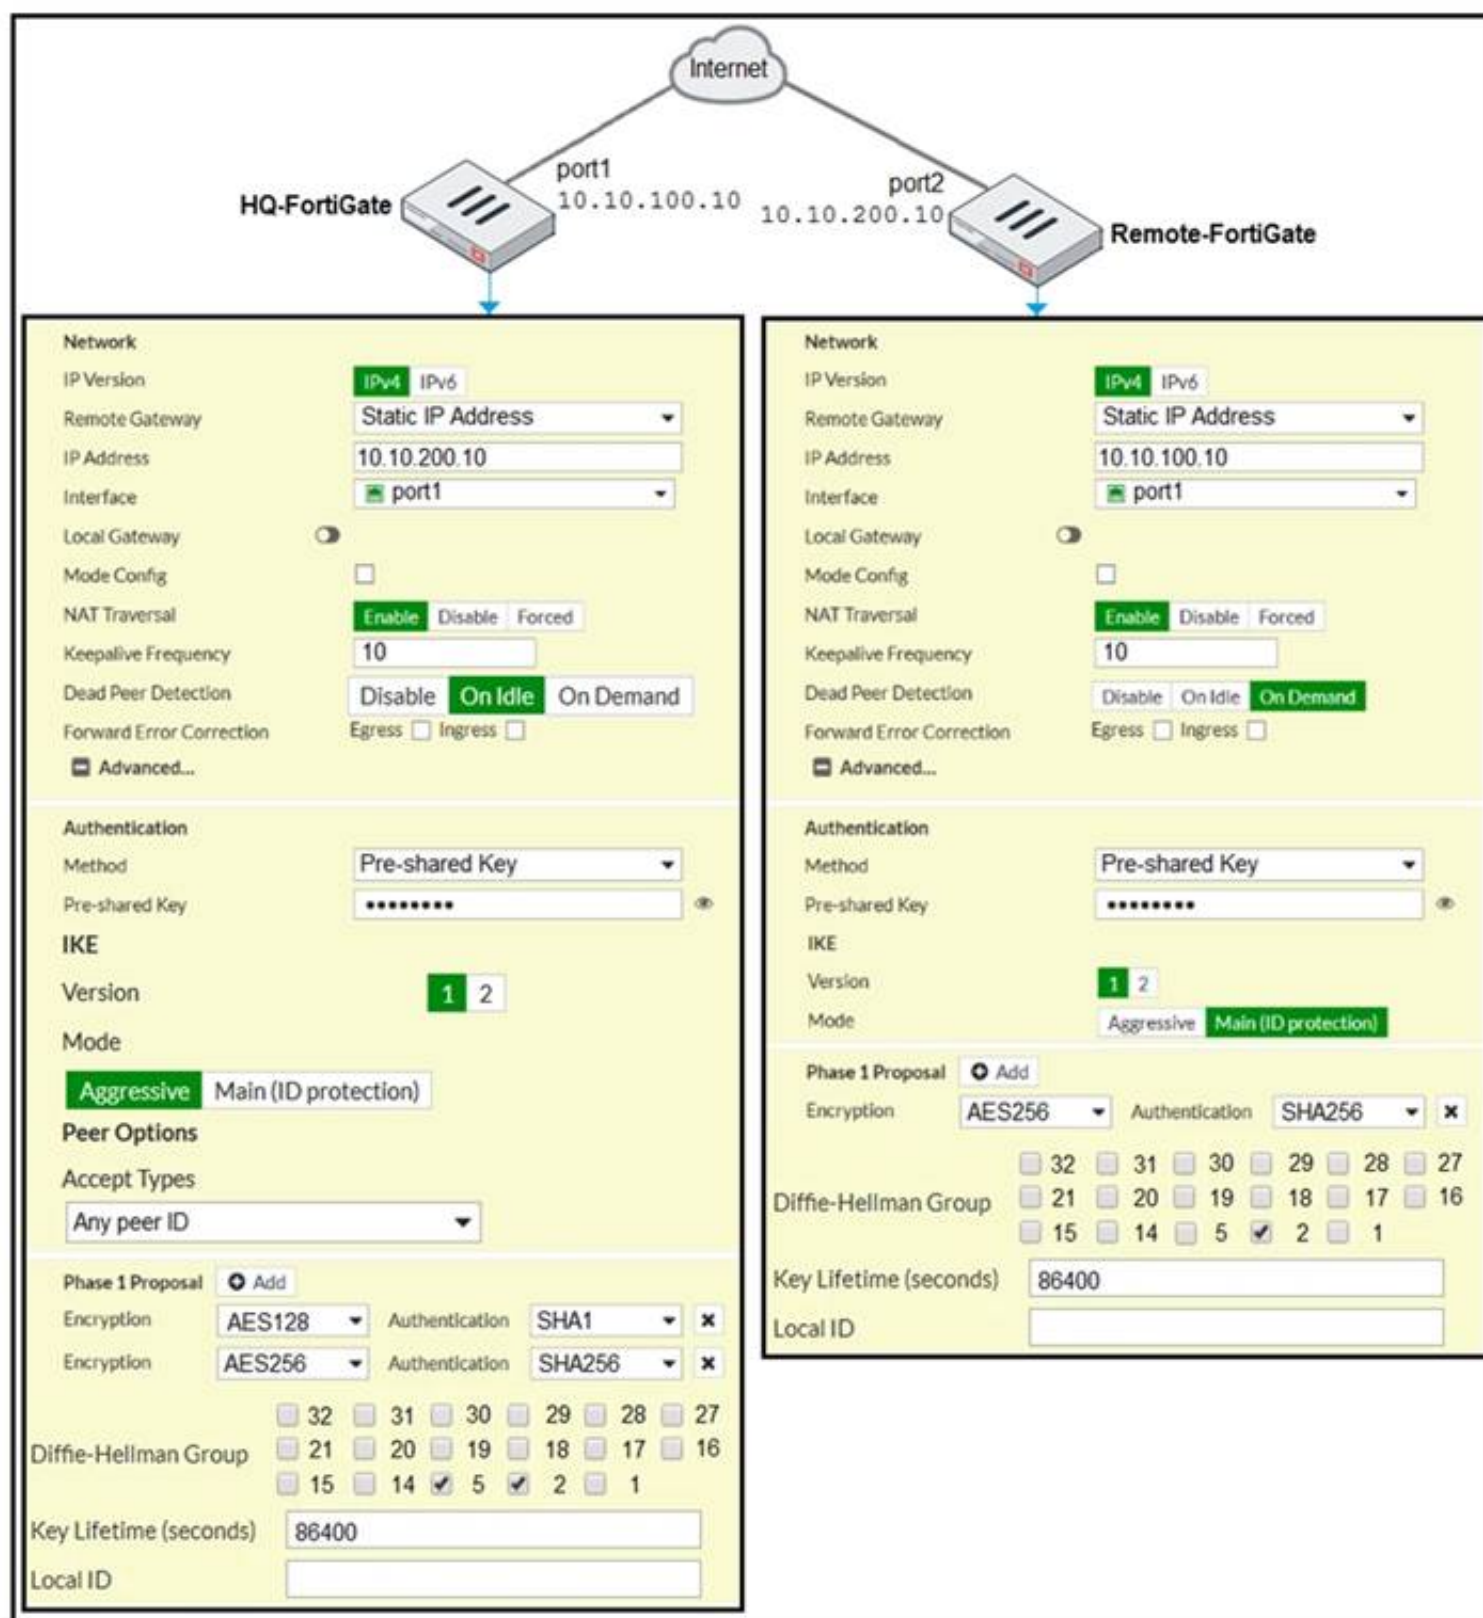 Internet
port1
10.10.100.10
HQ-FortiGate
port2
10.10.200.10
Remote-FortiGate
Network
IP Version IPv4 IPv6
Remote Gateway Static IP Address
IP Address 10.10.200.10
Interface port1
Local Gateway
Mode Config
NAT Traversal Enable Disable Forced
Keepalive Frequency 10
Dead Peer Detection Disable On Idle On Demand
Forward Error Correction Egress Ingress
Advanced...
Authentication
Method Pre-shared Key
Pre-shared Key ••••••••
IKE
Version 1 2
Mode
Aggressive Main (ID protection)
Peer Options
Accept Types
Any peer ID
Phase 1 Proposal Add
Encryption AES128 Authentication SHA1
Encryption AES256 Authentication SHA256
32 31 30 29 28 27
Diffie-Hellman Group 21 20 19 18 17 16
15 14 5 2 1
Key Lifetime (seconds) 86400
Local ID
Network
IP Version IPv4 IPv6
Remote Gateway Static IP Address
IP Address 10.10.100.10
Interface port1
Local Gateway
Mode Config
NAT Traversal Enable Disable Forced
Keepalive Frequency 10
Dead Peer Detection Disable On Idle On Demand
Forward Error Correction Egress Ingress
Advanced...
Authentication
Method Pre-shared Key
Pre-shared Key ••••••••
IKE
Version 1 2
Mode Aggressive Main (ID protection)
Phase 1 Proposal Add
Encryption AES256 Authentication SHA256
32 31 30 29 28 27
Diffie-Hellman Group 21 20 19 18 17 16
15 14 5 2 1
Key Lifetime (seconds) 86400
Local ID